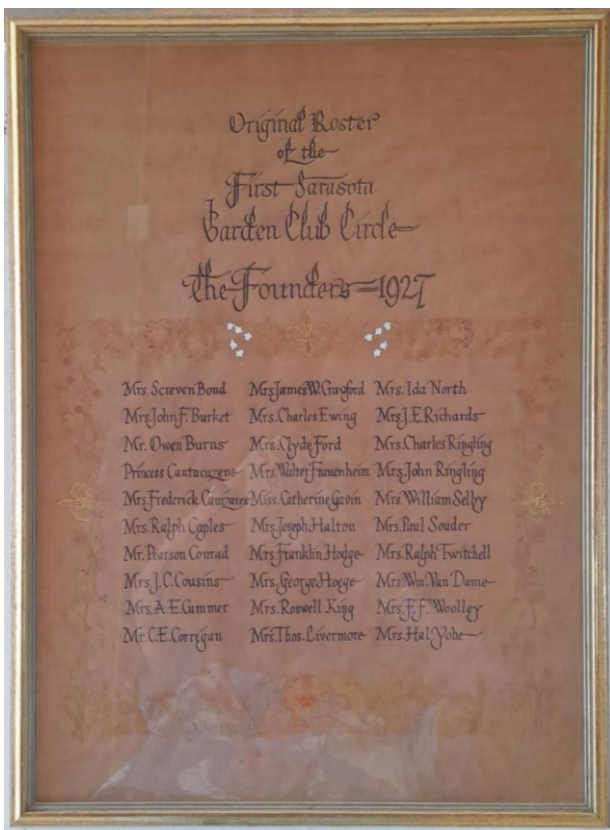 Original Roster
of the
First Sarasota
Garden Club Circle
The Founders=1927
Mrs Screven Bond
Mrs. John F. Burket
Mr. Owen Burns
Princess Cantacuzene
Mrs. Frederick
Mrs. Ralph Caples
Mr. Pearson Conrad
Mrs. J. C. Cousins
Mrs. A. E. Cummer
Mr. C. E. Corrigan
Mrs. James W. Crawford
Mrs. Charles Ewing
Mrs. Clyde Ford
Mrs. Walter
Miss. Catherine Gavin
Mrs. Joseph Halton
Mrs. Franklin Hodge
Mrs. George Hoege
Mrs. Roswell King
Mrs. Thos. Livermore
Mrs. Ida North
Mrs. J. E. Richards
Mrs. Charles Ringling
Mrs. John Ringling
Mrs. William Selby
Mrs. Paul Souder
Mrs. Ralph Twitchell
Mrs. Wm. Van Dame
Mrs. F. F. Woolley
Mrs. Hal Yohe